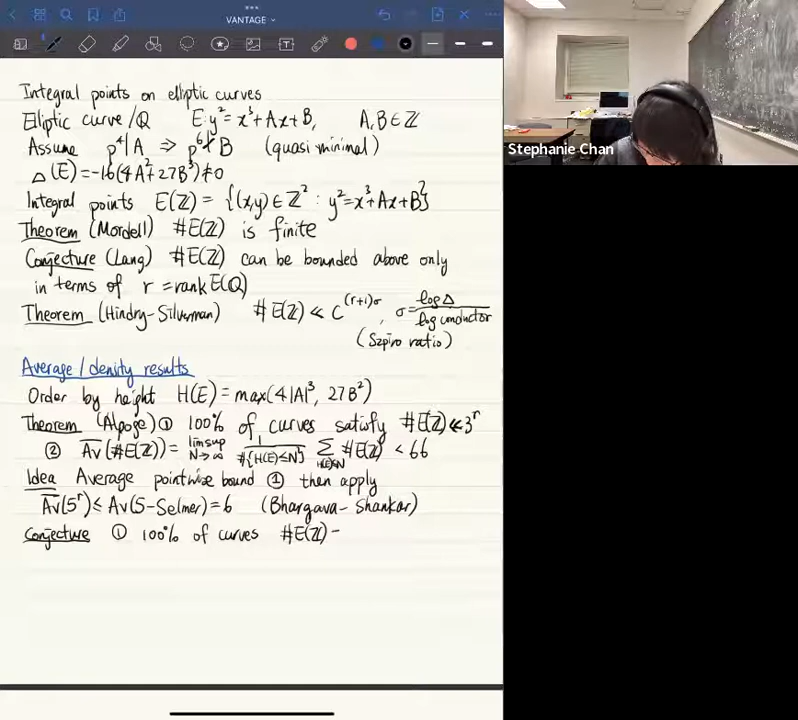 VANTAGE
Integral points on elliptic curves
Elliptic curve/Q E: y² = x³ + Ax + B, A, B ∈ ℤ
Assume p⁴ | A ⇒ p⁶ ∤ B (quasi minimal)
Δ(E) = -16(4A² + 27B³) ≠ 0
Integral points E(ℤ) = {(x,y) ∈ ℤ² : y² = x³ + Ax + B}
Theorem (Mordell) #E(ℤ) is finite
Conjecture (Lang) #E(ℤ) can be bounded above only
in terms of r = rank E(Q)
Theorem (Hindry-Silverman) #E(ℤ) ≪ C^{(r+1)σ}, σ = log Δ / log conductor
(Szpiro ratio)
Average/density results
Order by height H(E) = max(4|A|³, 27B²)
Theorem (Alpoge) ① 100% of curves satisfy #E(ℤ) ≪ 3^r
② Av(#E(ℤ)) = limsup N→∞ 1/#{H(E)≤N} Σ H(E)≤N #E(ℤ) < 66
Idea Average pointwise bound ① then apply
Av(5^r) ≤ Av(5-Selmer) = 6 (Bhargava-Shankar)
Conjecture ① 100% of curves #E(ℤ) -
Stephanie Chan